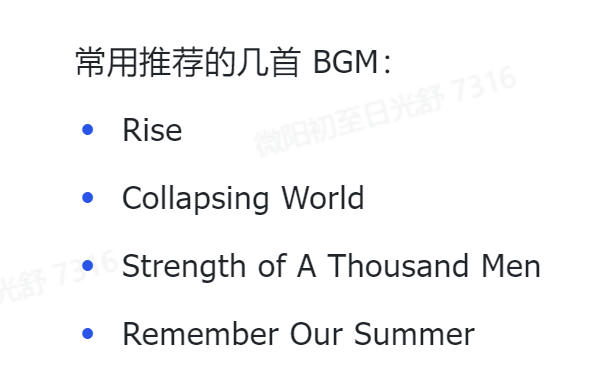 常用推荐的几首 BGM：
微阳初至日光舒 7316
Rise
Collapsing World
光舒 7316
Strength of A Thousand Men
Remember Our Summer